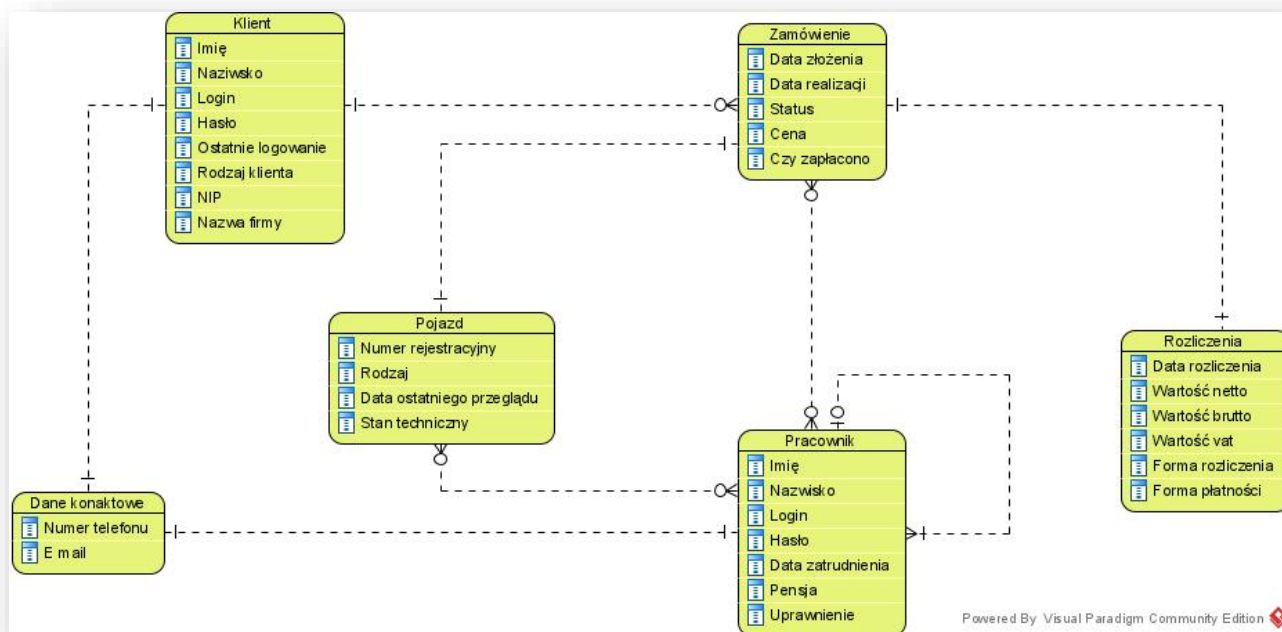 Klient
Imię
Naziwsko
Login
Hasło
Ostatnie logowanie
Rodzaj klienta
NIP
Nazwa firmy
Zamówienie
Data złożenia
Data realizacji
Status
Cena
Czy zapłacono
Pojazd
Numer rejestracyjny
Rodzaj
Data ostatniego przeglądu
Stan techniczny
Rozliczenia
Data rozliczenia
Wartość netto
Wartość brutto
Wartość vat
Forma rozliczenia
Forma płatności
Dane konaktowe
Numer telefonu
E mail
Pracownik
Imię
Nazwisko
Login
Hasło
Data zatrudnienia
Pensja
Uprawnienie
Powered By Visual Paradigm Community Edition